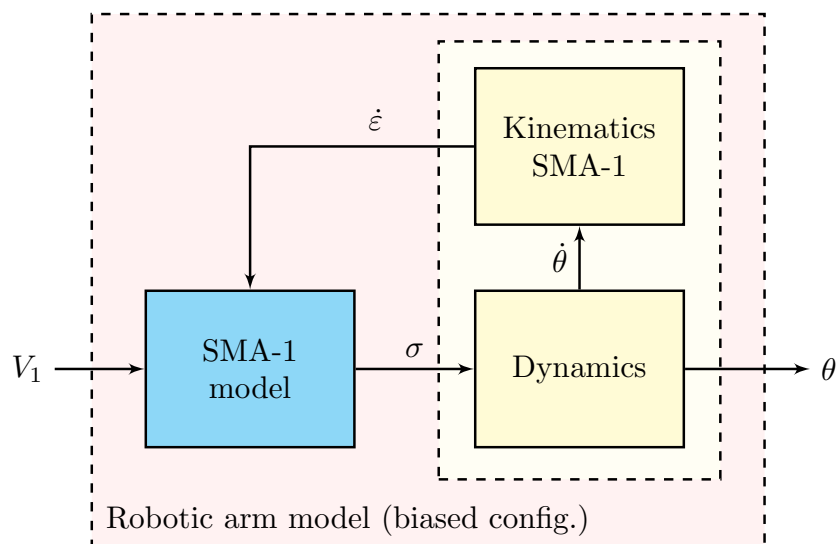 Kinematics
SMA-1
ε̇
θ̇
SMA-1
model
Dynamics
V₁
σ
θ
Robotic arm model (biased config.)